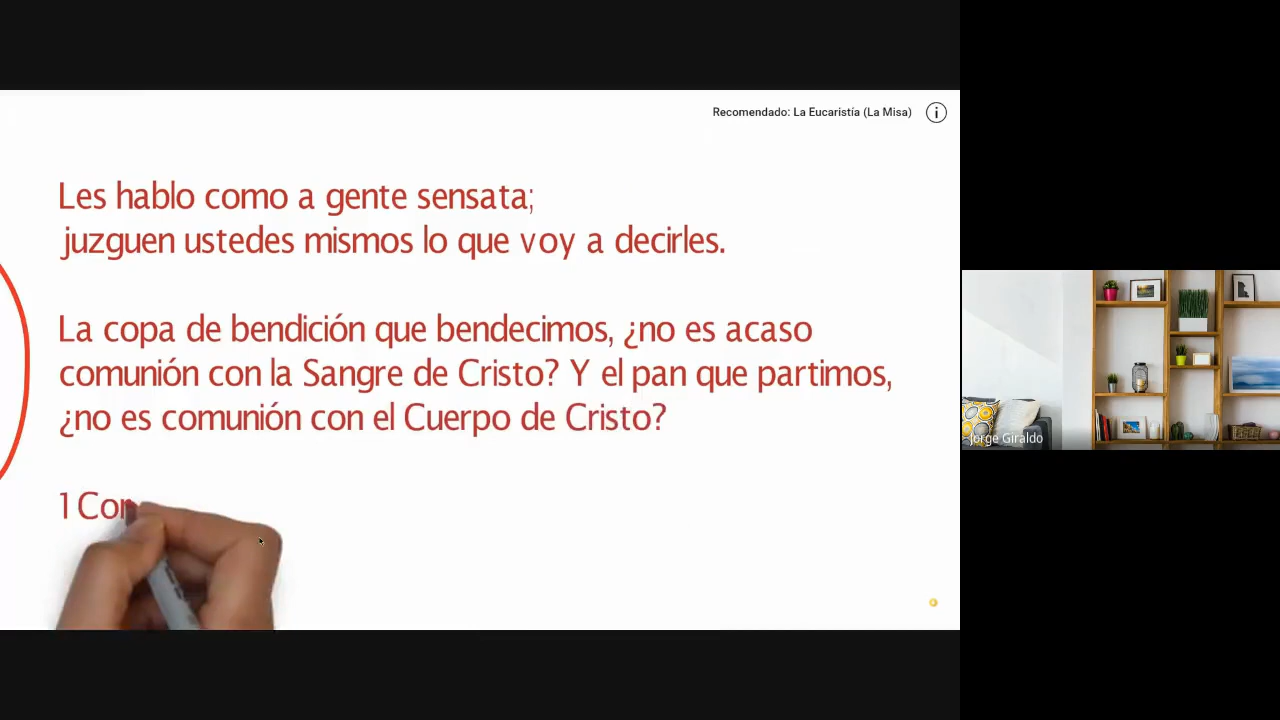 Recomendado: La Eucaristía (La Misa)
Les hablo como a gente sensata;
juzguen ustedes mismos lo que voy a decirles.
La copa de bendición que bendecimos, ¿no es acaso
comunión con la Sangre de Cristo? Y el pan que partimos,
¿no es comunión con el Cuerpo de Cristo?
1 Cor
Jorge Giraldo